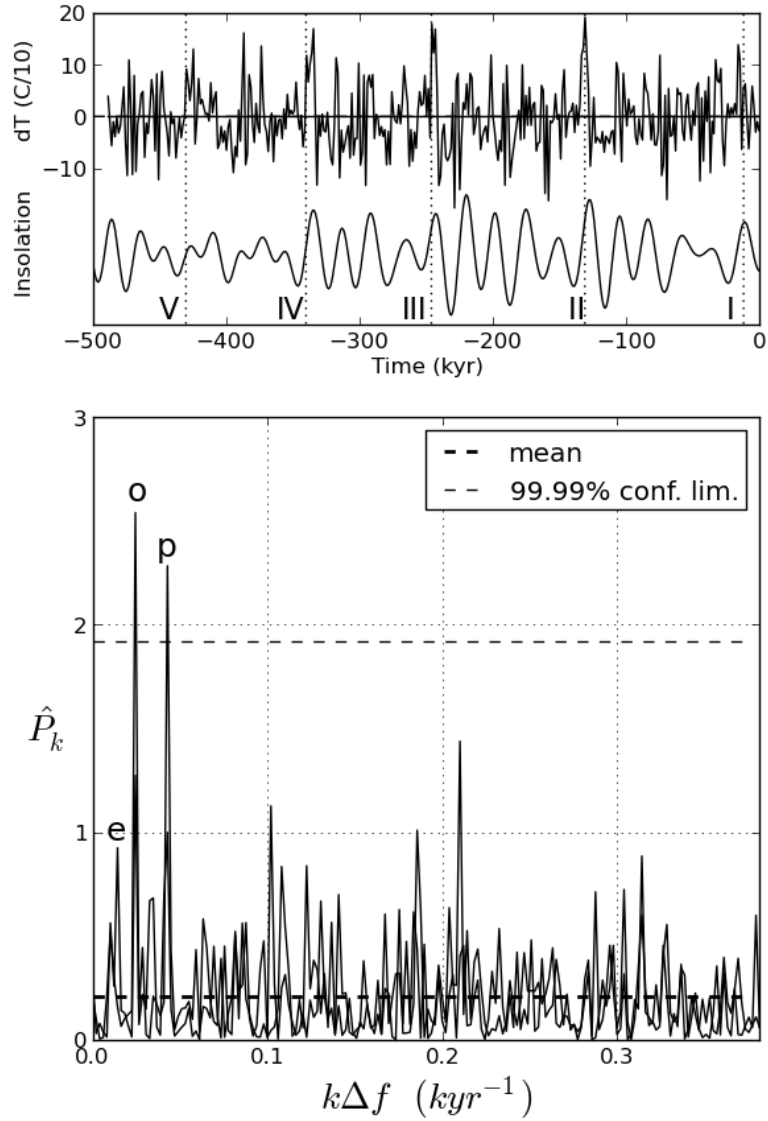 20
10
0
−10
dT (C/10)
Insolation
V IV III II I
−500 −400 −300 −200 −100 0
Time (kyr)
3
mean
99.99% conf. lim.
o
p
2
P̂k
e
1
0
0.0 0.1 0.2 0.3
kΔf (kyr⁻¹)